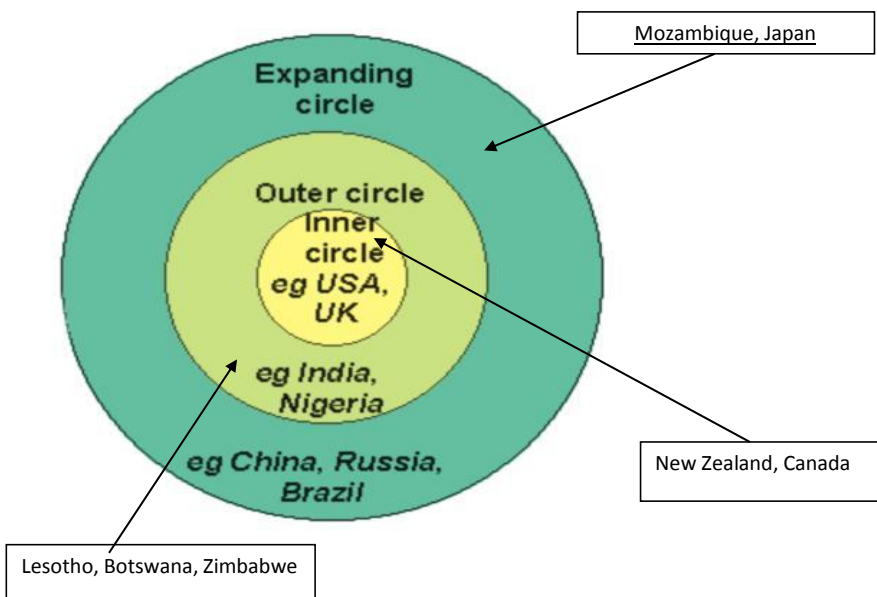 Mozambique, Japan
Expanding
circle
Outer circle
Inner
circle
eg USA,
UK
eg India,
Nigeria
eg China, Russia,
Brazil
New Zealand, Canada
Lesotho, Botswana, Zimbabwe